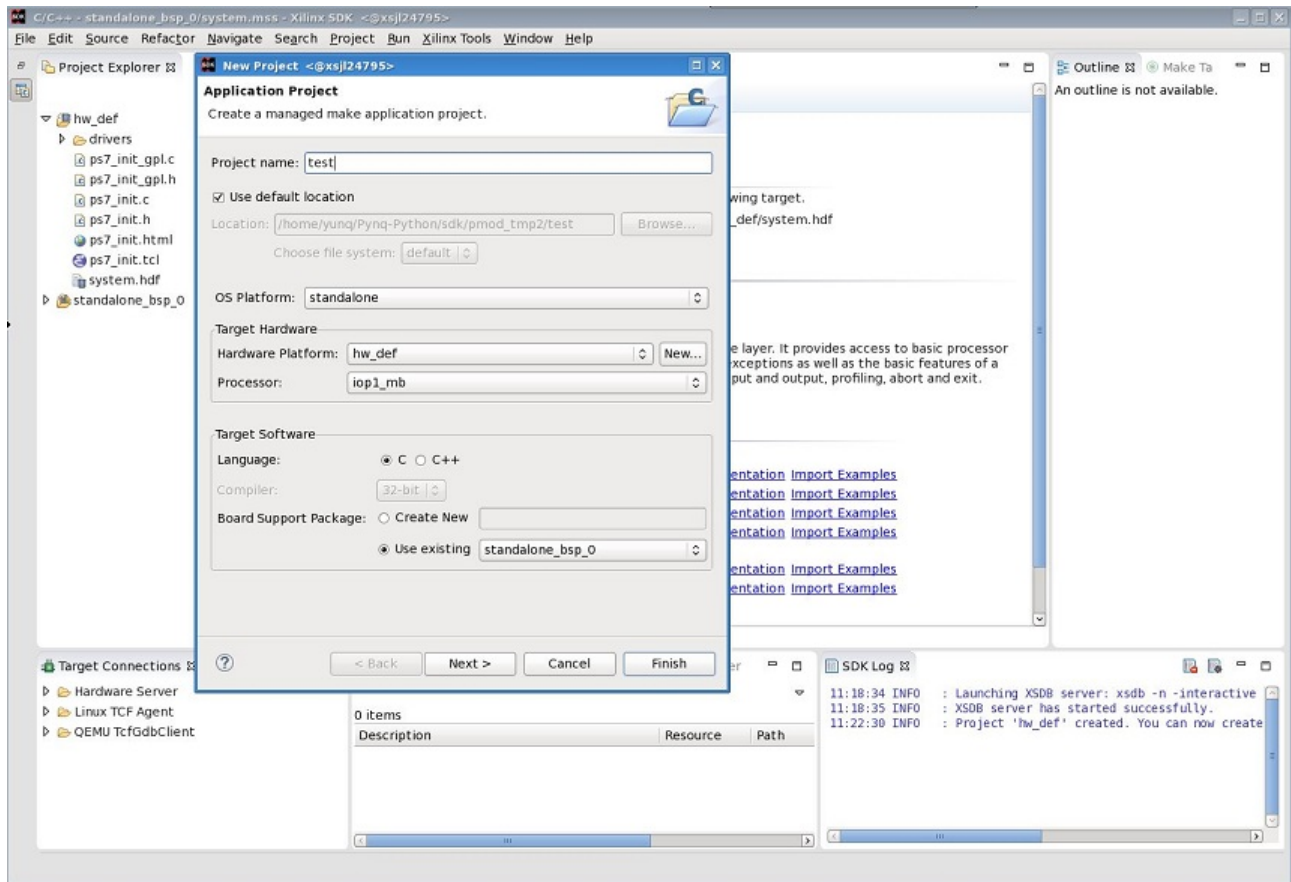 C/C++ - standalone_bsp_0/system.mss - Xilinx SDK <@xsjl24795>
File Edit Source Refactor Navigate Search Project Run Xilinx Tools Window Help
Project Explorer
hw_def
drivers
ps7_init_gpl.c
ps7_init_gpl.h
ps7_init.c
ps7_init.h
ps7_init.html
ps7_init.tcl
system.hdf
standalone_bsp_0
New Project <@xsjl24795>
Application Project
Create a managed make application project.
Project name: test
Use default location
Location: /home/yunq/Pynq-Python/sdk/pmod_tmp2/test Browse...
Choose file system: default
OS Platform: standalone
Target Hardware
Hardware Platform: hw_def New...
Processor: iop1_mb
Target Software
Language: C C++
Compiler: 32-bit
Board Support Package: Create New
Use existing standalone_bsp_0
? < Back Next > Cancel Finish
wing target.
_def/system.hdf
e layer. It provides access to basic processor
xceptions as well as the basic features of a
put and output, profiling, abort and exit.
entation Import Examples
entation Import Examples
entation Import Examples
entation Import Examples
entation Import Examples
entation Import Examples
Outline Make Ta
An outline is not available.
Target Connections
Hardware Server
Linux TCF Agent
QEMU TcfGdbClient
er
0 items
Description Resource Path
SDK Log
11:18:34 INFO : Launching XSDB server: xsdb -n -interactive
11:18:35 INFO : XSDB server has started successfully.
11:22:30 INFO : Project 'hw_def' created. You can now create